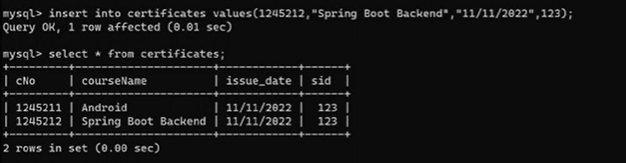 mysql> insert into certificates values(1245212,"Spring Boot Backend","11/11/2022",123);
Query OK, 1 row affected (0.01 sec)
mysql> select * from certificates;
+---------+---------------------+------------+------+
| cNo     | courseName          | issue_date | sid  |
+---------+---------------------+------------+------+
| 1245211 | Android             | 11/11/2022 |  123 |
| 1245212 | Spring Boot Backend | 11/11/2022 |  123 |
+---------+---------------------+------------+------+
2 rows in set (0.00 sec)